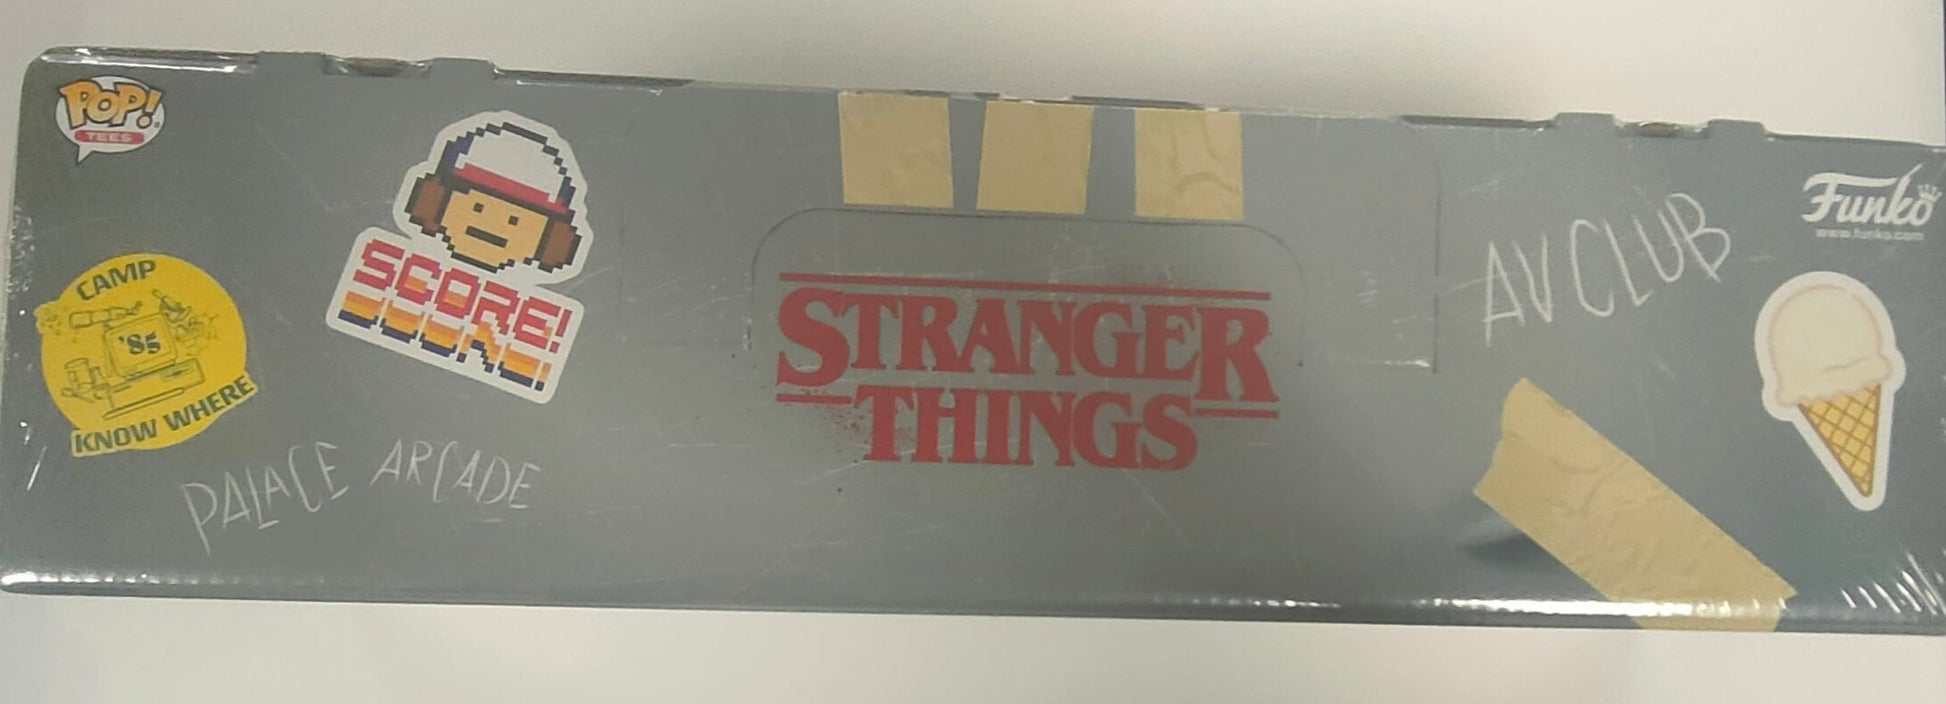 POP!
TEES
CAMP
'85
KNOW WHERE
SCORE!
PALACE ARCADE
STRANGER
THINGS
AV CLUB
Funko
www.funko.com